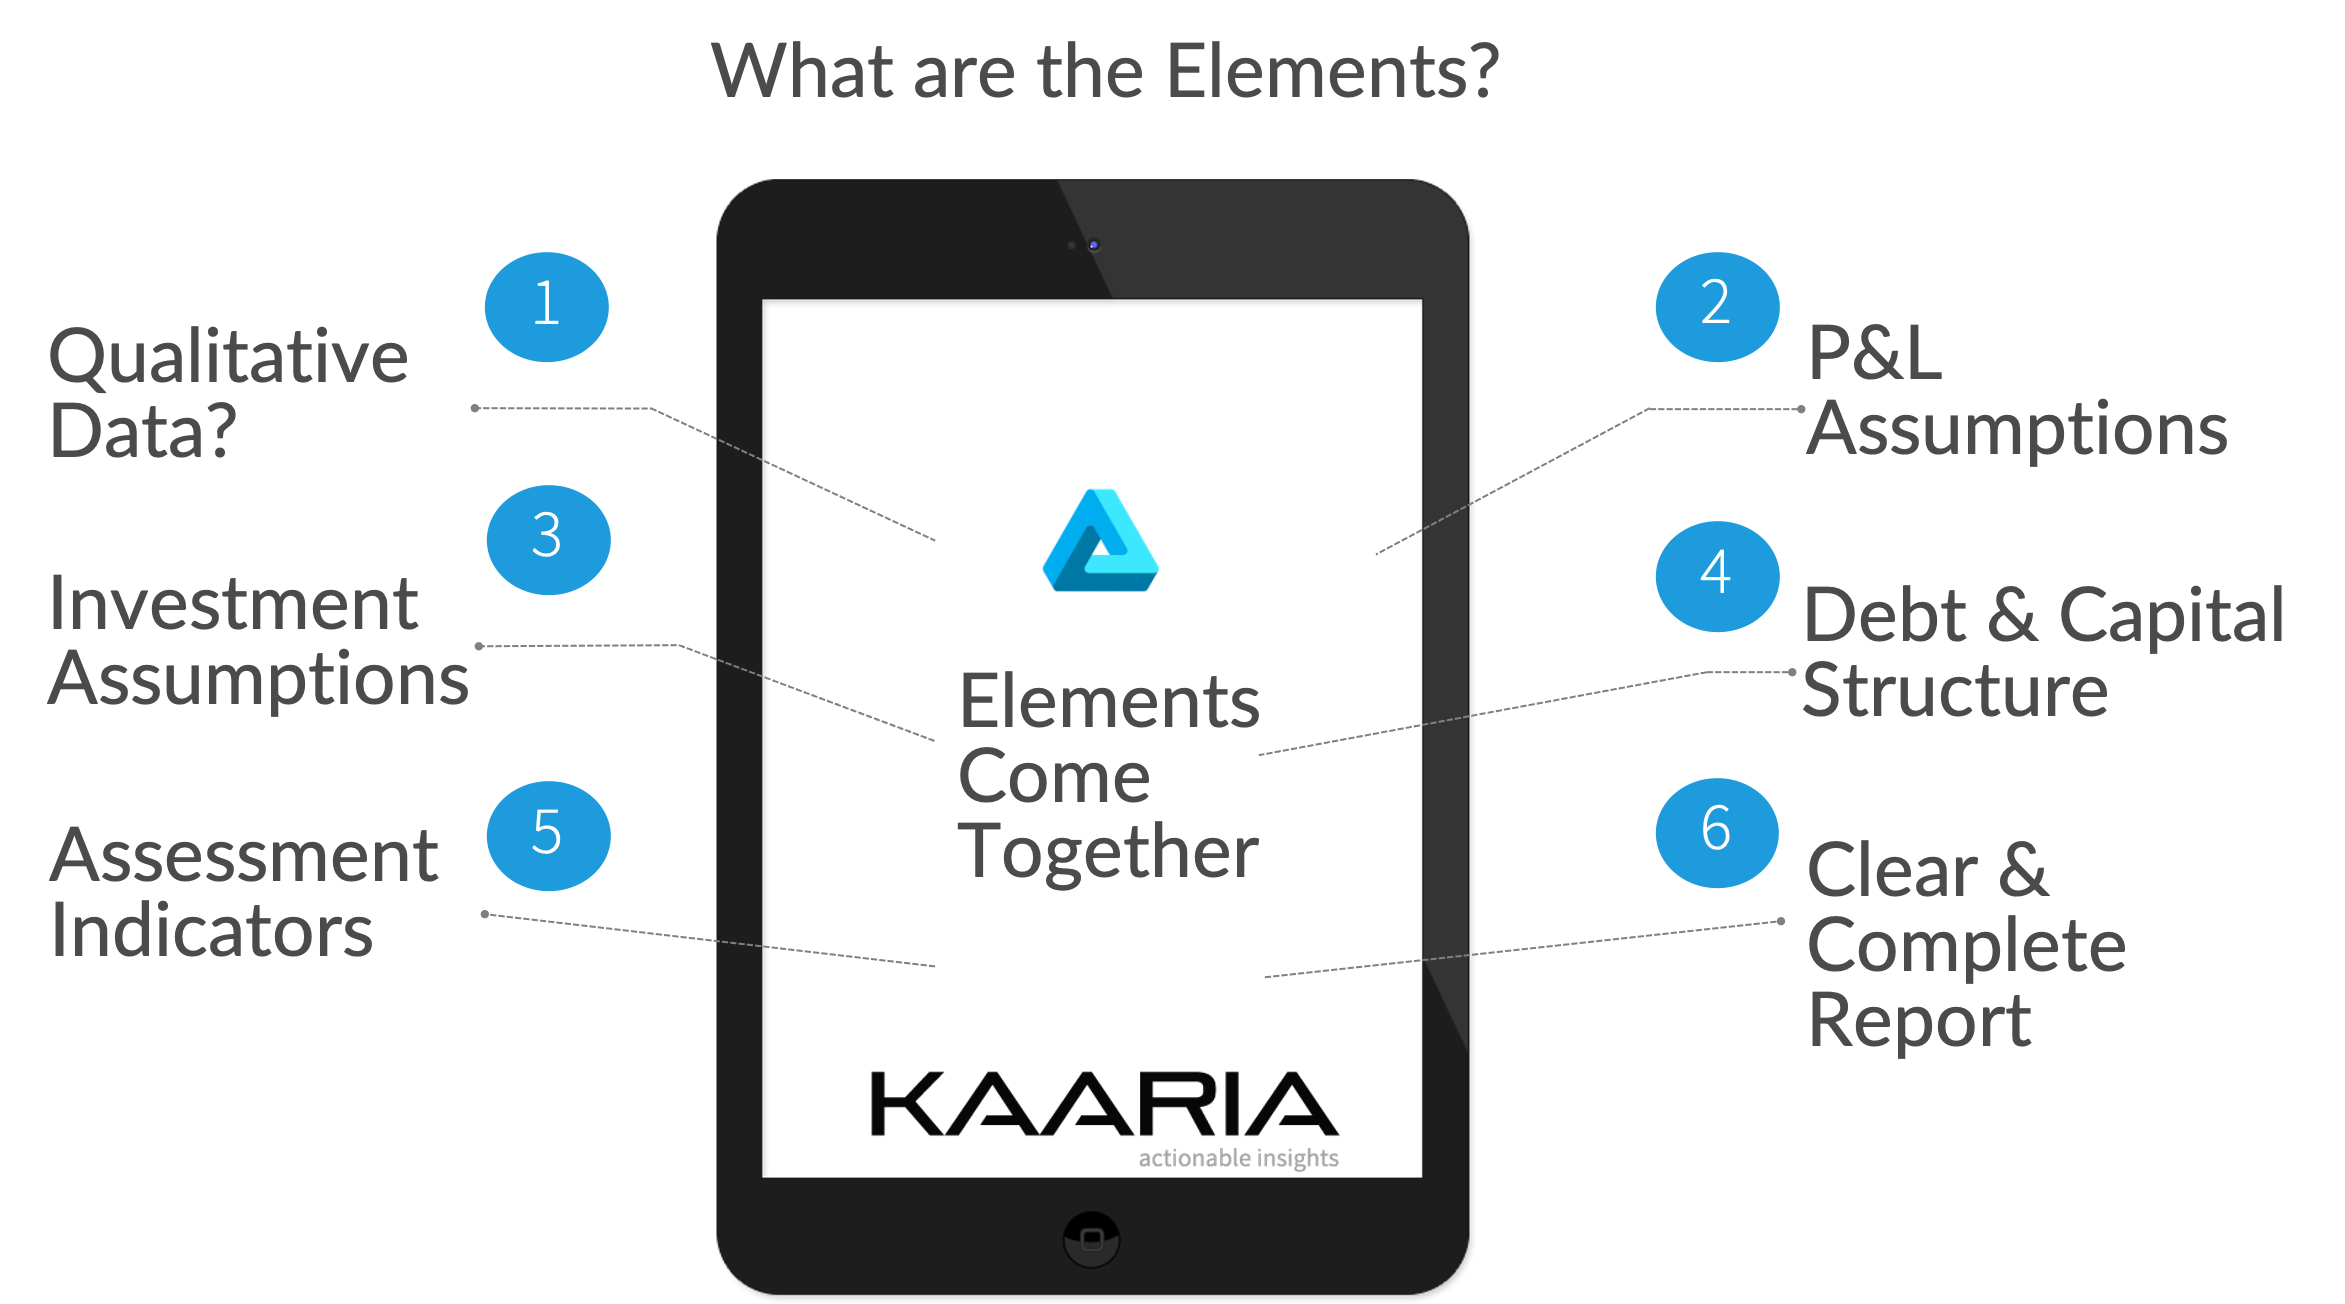 What are the Elements?
1
Qualitative
Data?
2
P&L
Assumptions
3
Investment
Assumptions
4
Debt & Capital
Structure
5
Assessment
Indicators
6
Clear &
Complete
Report
Elements
Come
Together
KAARIA
actionable insights